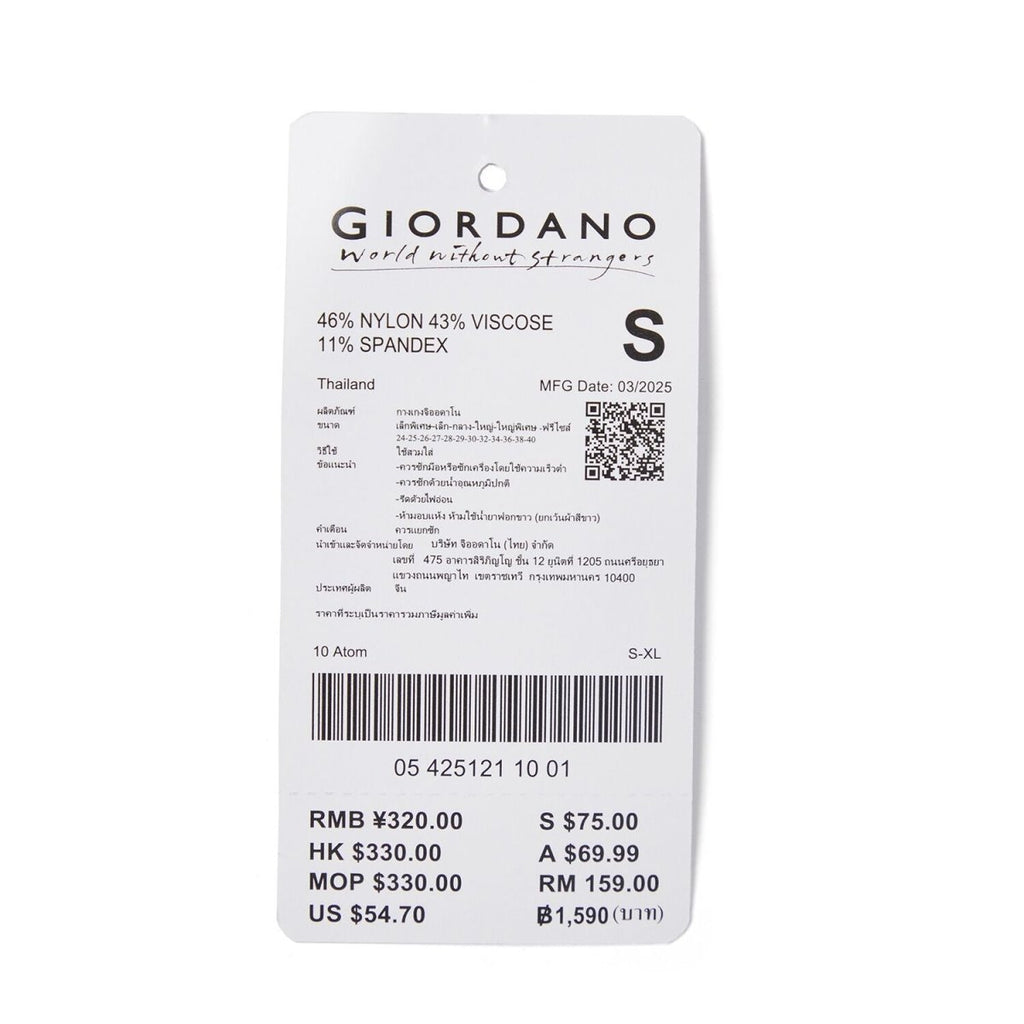 GIORDANO
World without strangers
46% NYLON 43% VISCOSE
11% SPANDEX
S
Thailand
MFG Date: 03/2025
ผลิตภัณฑ์ กางเกงจิออดาโน
ขนาด เล็กพิเศษ-เล็ก-กลาง-ใหญ่-ใหญ่พิเศษ -ฟรีไซส์
24-25-26-27-28-29-30-32-34-36-38-40
วิธีใช้ ใช้สวมใส่
ข้อแนะนำ -ควรซักมือหรือซักเครื่องโดยใช้ความเร็วต่ำ
-ควรซักด้วยน้ำอุณหภูมิปกติ
-รีดด้วยไฟอ่อน
-ห้ามอบแห้ง ห้ามใช้น้ำยาฟอกขาว (ยกเว้นผ้าสีขาว)
คำเตือน ควรแยกซัก
นำเข้าและจัดจำหน่ายโดย บริษัท จิออดาโน (ไทย) จำกัด
เลขที่ 475 อาคารสิริภิญโญ ชั้น 12 ยูนิตที่ 1205 ถนนศรีอยุธยา
แขวงถนนพญาไท เขตราชเทวี กรุงเทพมหานคร 10400
ประเทศผู้ผลิต จีน
ราคาที่ระบุเป็นราคารวมภาษีมูลค่าเพิ่ม
10 Atom
S-XL
05 425121 10 01
RMB ¥320.00 S $75.00
HK $330.00 A $69.99
MOP $330.00 RM 159.00
US $54.70 ฿1,590 (บาท)